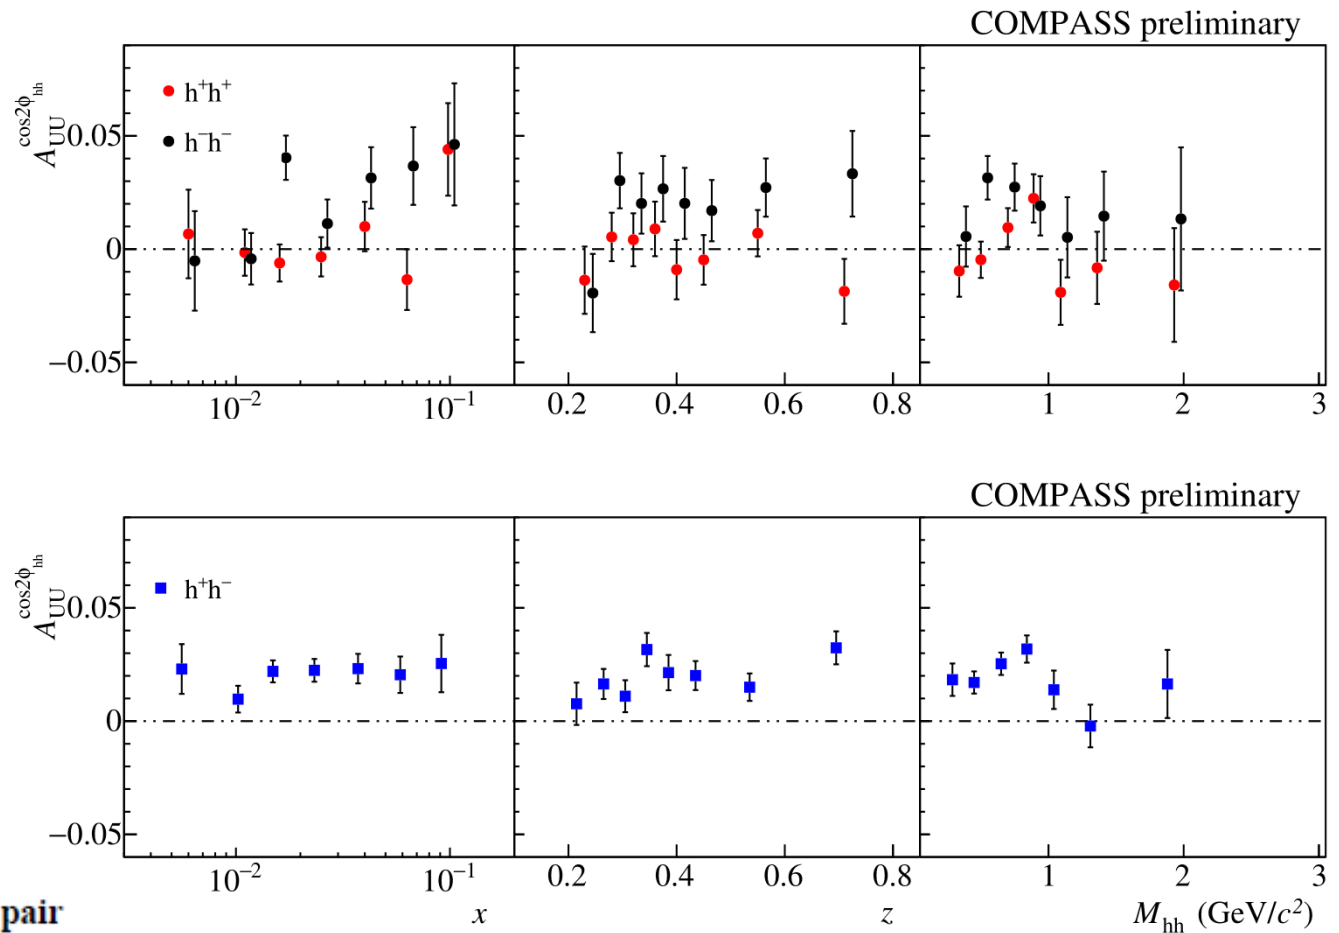 COMPASS preliminary
A_UU^cos2ϕ_hh
h⁺h⁺
h⁻h⁻
0.05
0
−0.05
10⁻² 10⁻¹ 0.2 0.4 0.6 0.8 1 2 3
COMPASS preliminary
A_UU^cos2ϕ_hh
h⁺h⁻
0.05
0
−0.05
10⁻² 10⁻¹ 0.2 0.4 0.6 0.8 1 2 3
pair x z M_hh (GeV/c²)